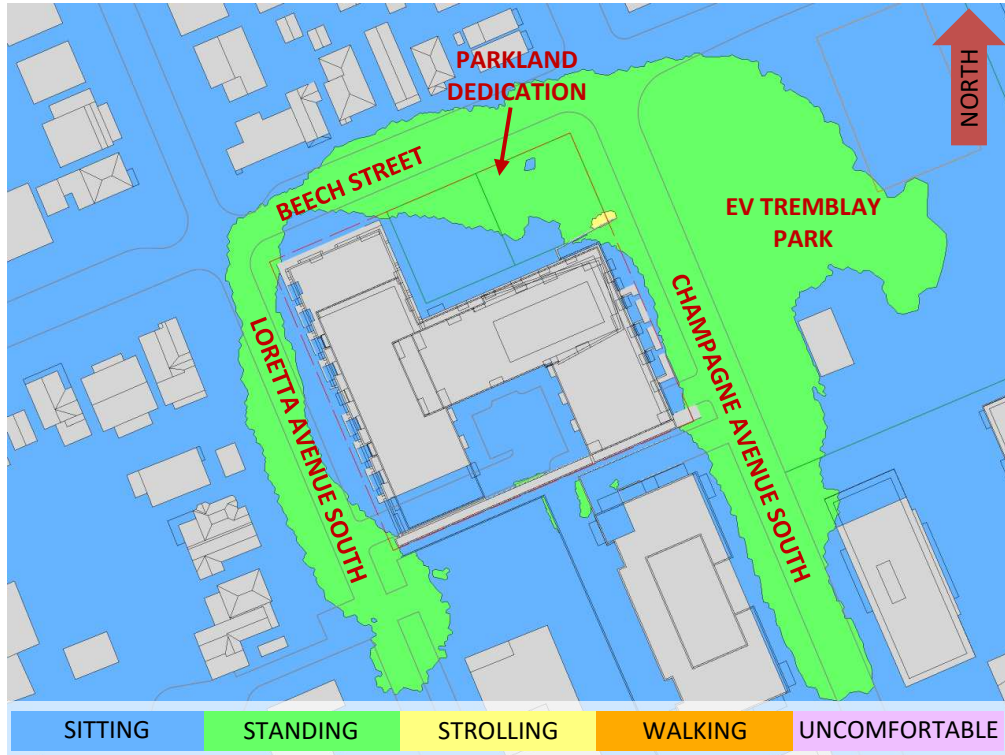 NORTH
PARKLAND
DEDICATION
BEECH STREET
EV TREMBLAY
PARK
LORETTA AVENUE SOUTH
CHAMPAGNE AVENUE SOUTH
SITTING
STANDING
STROLLING
WALKING
UNCOMFORTABLE